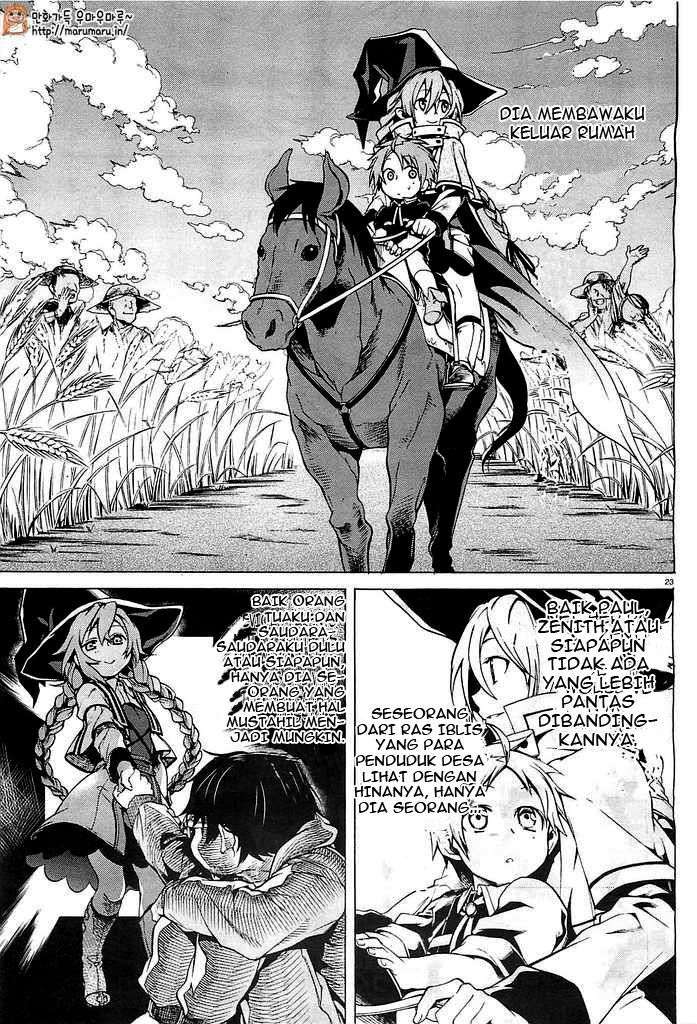 만화가득 우마우마루~
http://marumaru.in/
DIA MEMBAWAKU
KELUAR RUMAH
23
BAIK PAUL,
ZENITH ATAU
SIAPAPUN
TIDAK ADA
YANG LEBIH
PANTAS
DIBANDING-
KANNYA.
SESEORANG
DARI RAS IBLIS
YANG PARA
PENDUDUK DESA
LIHAT DENGAN
HINANYA, HANYA
DIA SEORANG...
BAIK ORANG
TUAKU DAN
SAUDARA-
SAUDARAKU DULU
ATAU SIAPAPUN,
HANYA DIA SE-
ORANG YANG
MEMBUAT HAL
MUSTAHIL MEN-
JADI MUNGKIN.